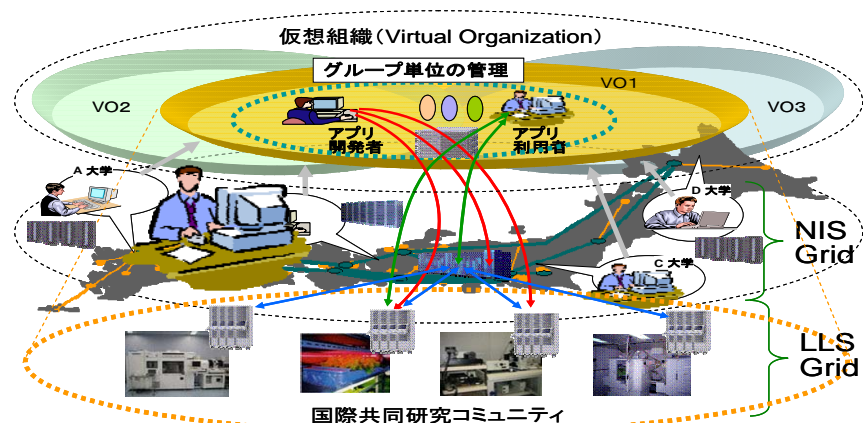 仮想組織(Virtual Organization)
グループ単位の管理
VO2
VO1
VO3
アプリ
開発者
アプリ
利用者
A 大学
D 大学
C 大学
NIS
Grid
LLS
Grid
国際共同研究コミュニティ